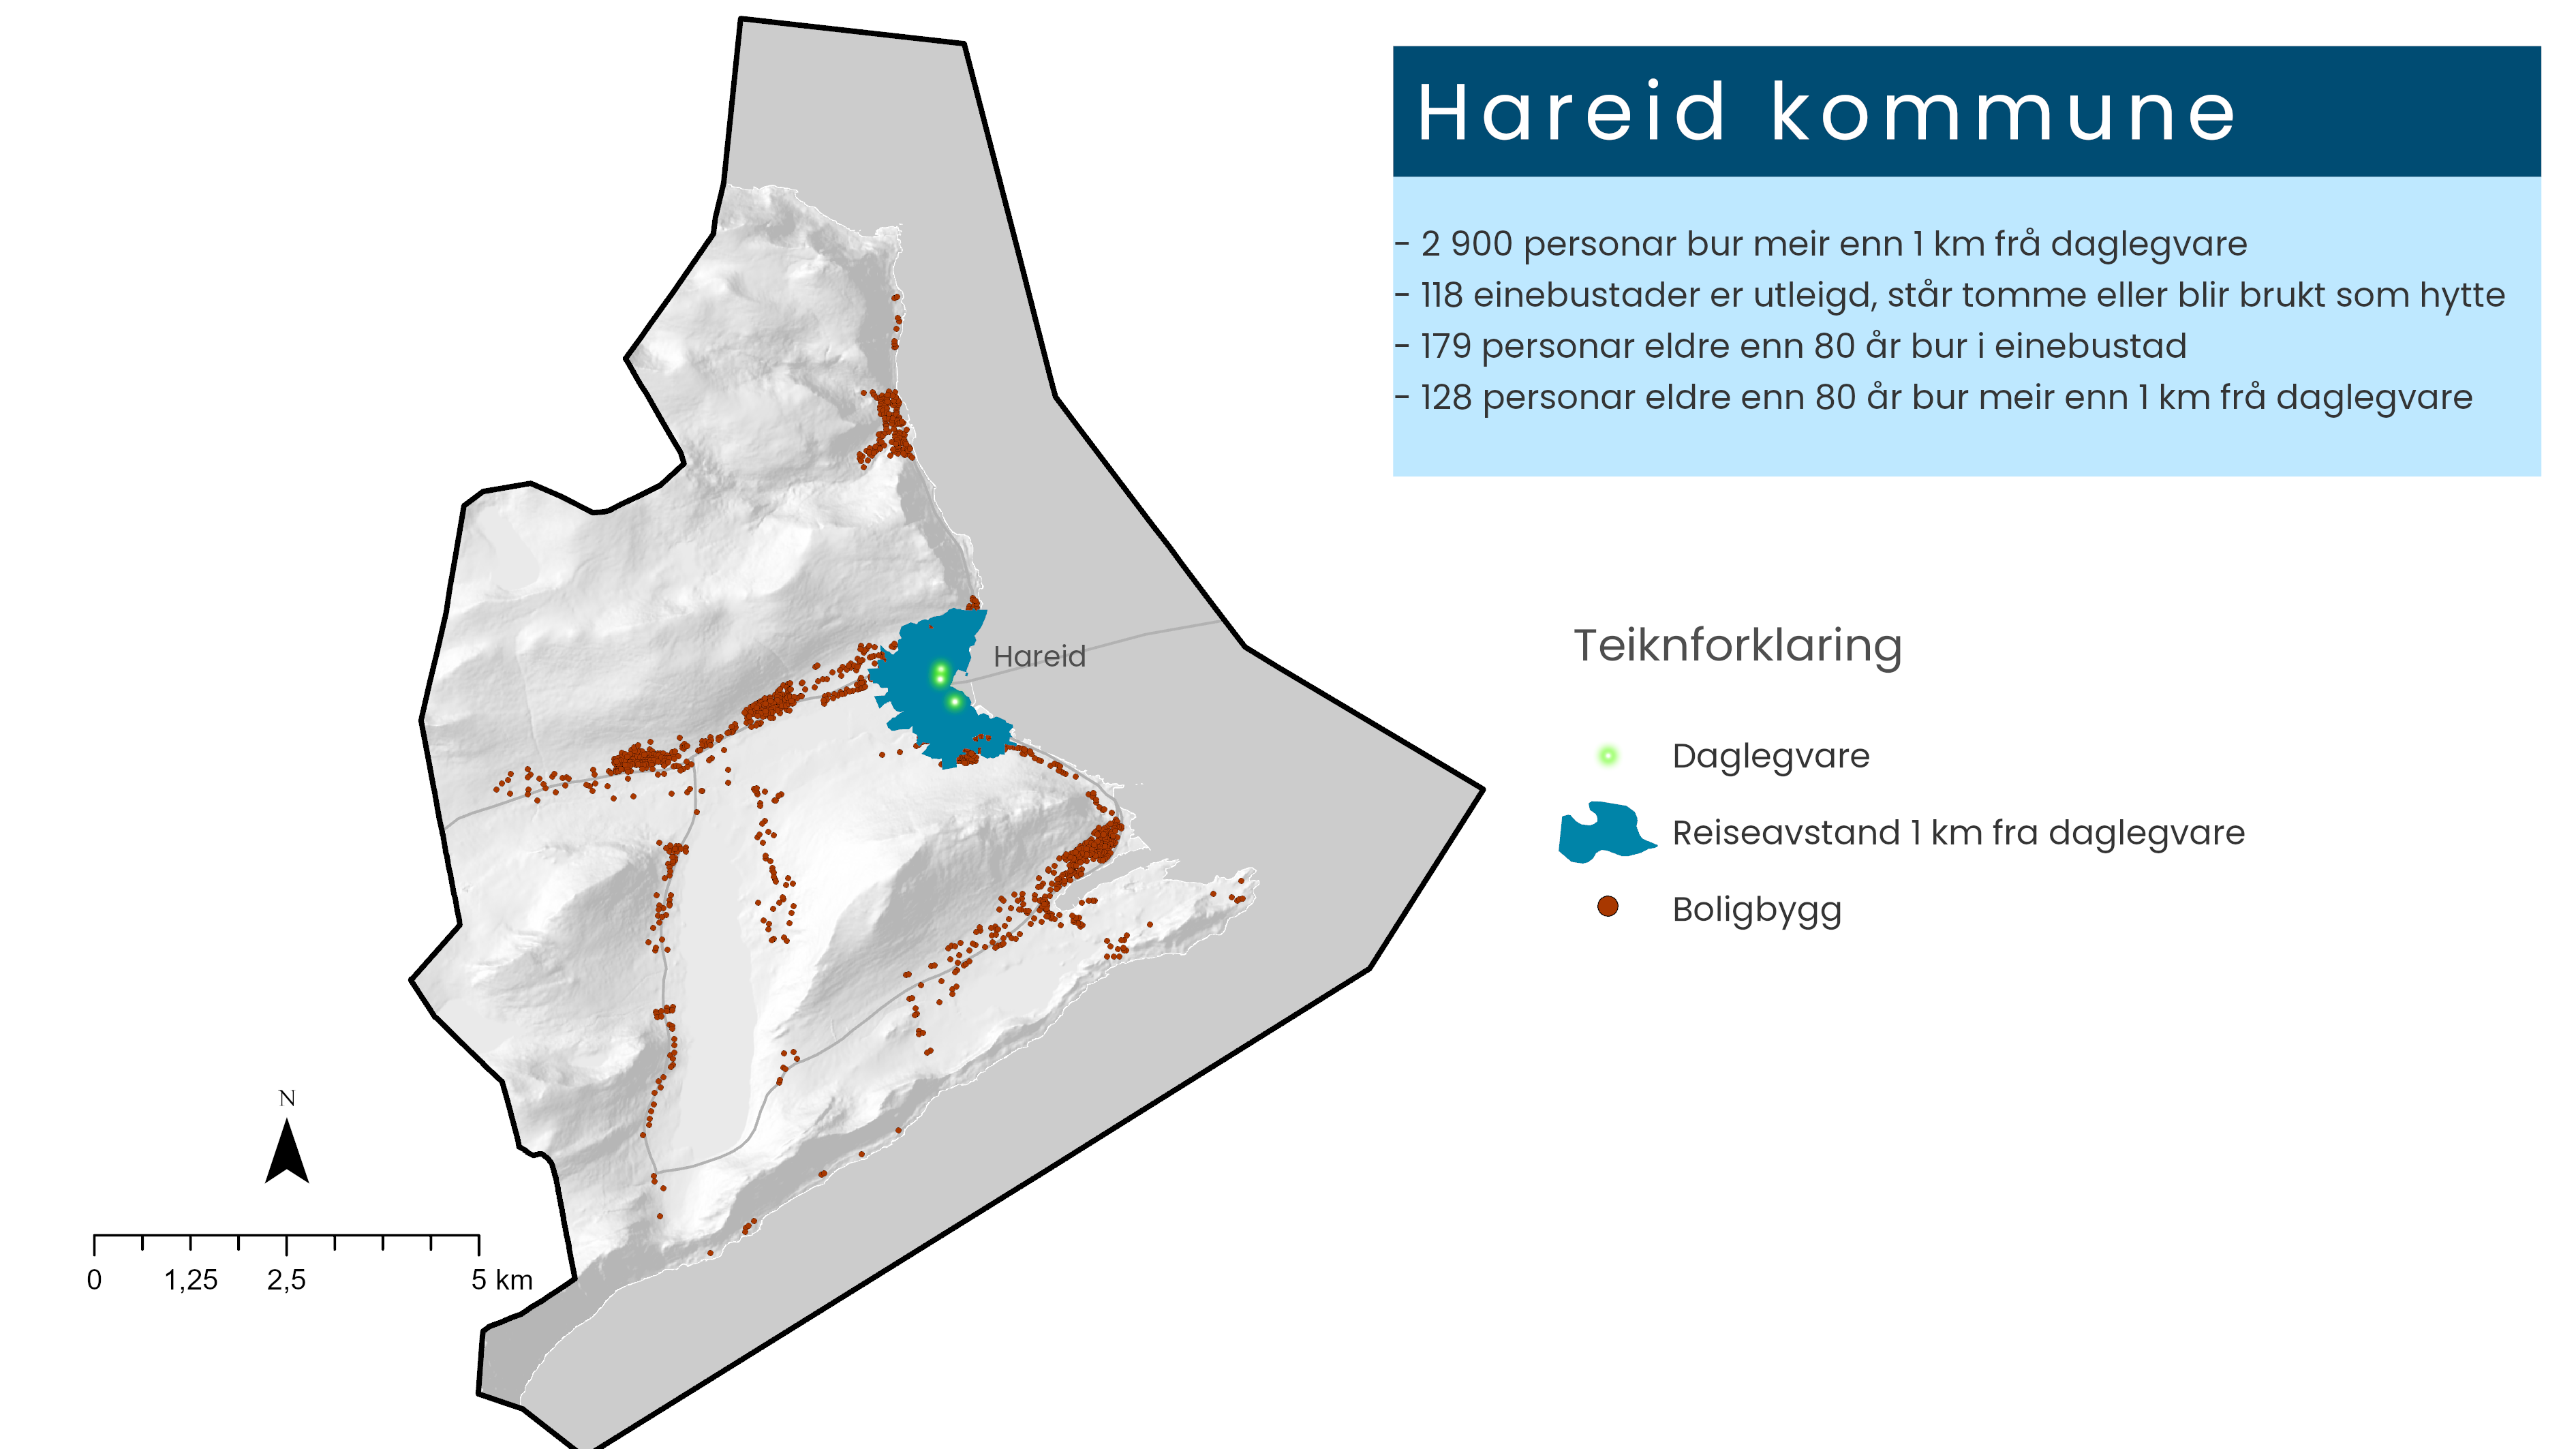 Hareid kommune
- 2 900 personar bur meir enn 1 km frå daglegvare
- 118 einebustader er utleigd, står tomme eller blir brukt som hytte
- 179 personar eldre enn 80 år bur i einebustad
- 128 personar eldre enn 80 år bur meir enn 1 km frå daglegvare
Hareid
Teiknforklaring
Daglegvare
Reiseavstand 1 km fra daglegvare
Boligbygg
N
0 1,25 2,5 5 km